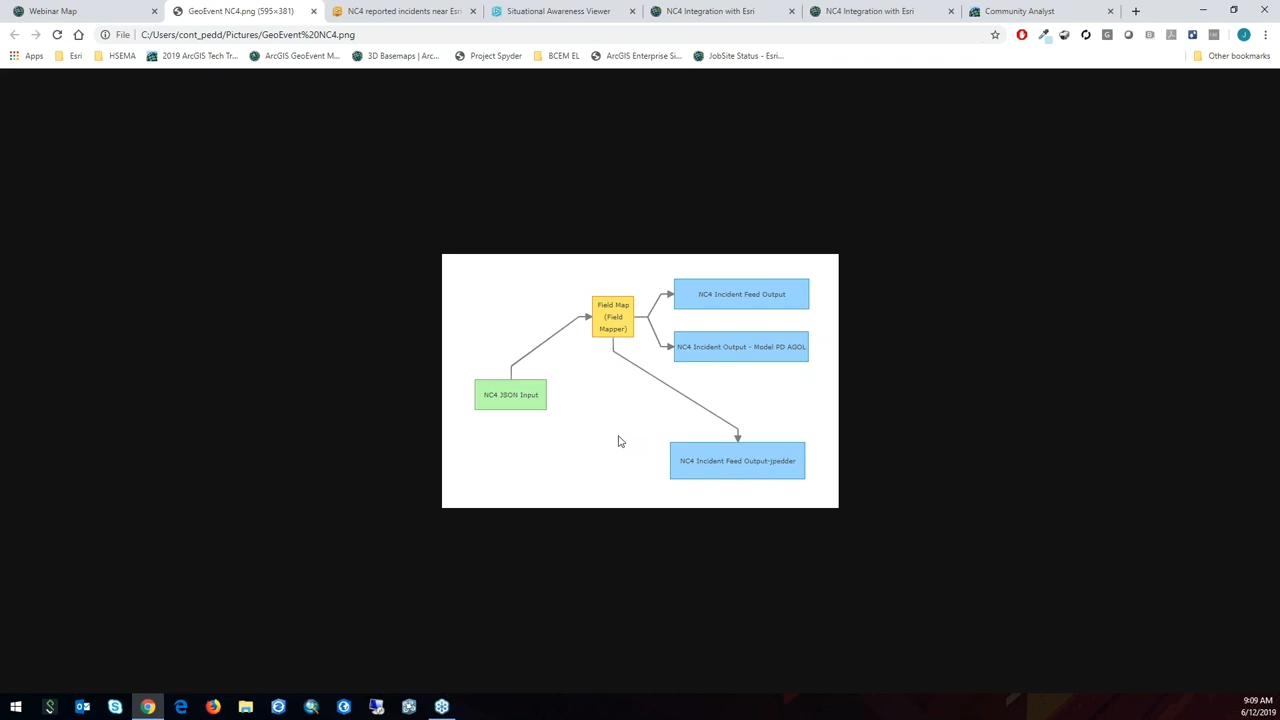 Webinar Map
GeoEvent NC4.png (595×381)
NC4 reported incidents near Esri
Situational Awareness Viewer
NC4 Integration with Esri
NC4 Integration with Esri
Community Analyst
File
C:/Users/cont_pedd/Pictures/GeoEvent%20NC4.png
Apps
Esri
HSEMA
2019 ArcGIS Tech Tr...
ArcGIS GeoEvent M...
3D Basemaps | Arc...
Project Spyder
BCEM EL
ArcGIS Enterprise Si...
JobSite Status - Esri...
Other bookmarks
NC4 Incident Feed Output
Field Map
(Field
Mapper)
NC4 Incident Output - Model PD AGOL
NC4 JSON Input
NC4 Incident Feed Output-jpedder
9:09 AM
6/12/2019